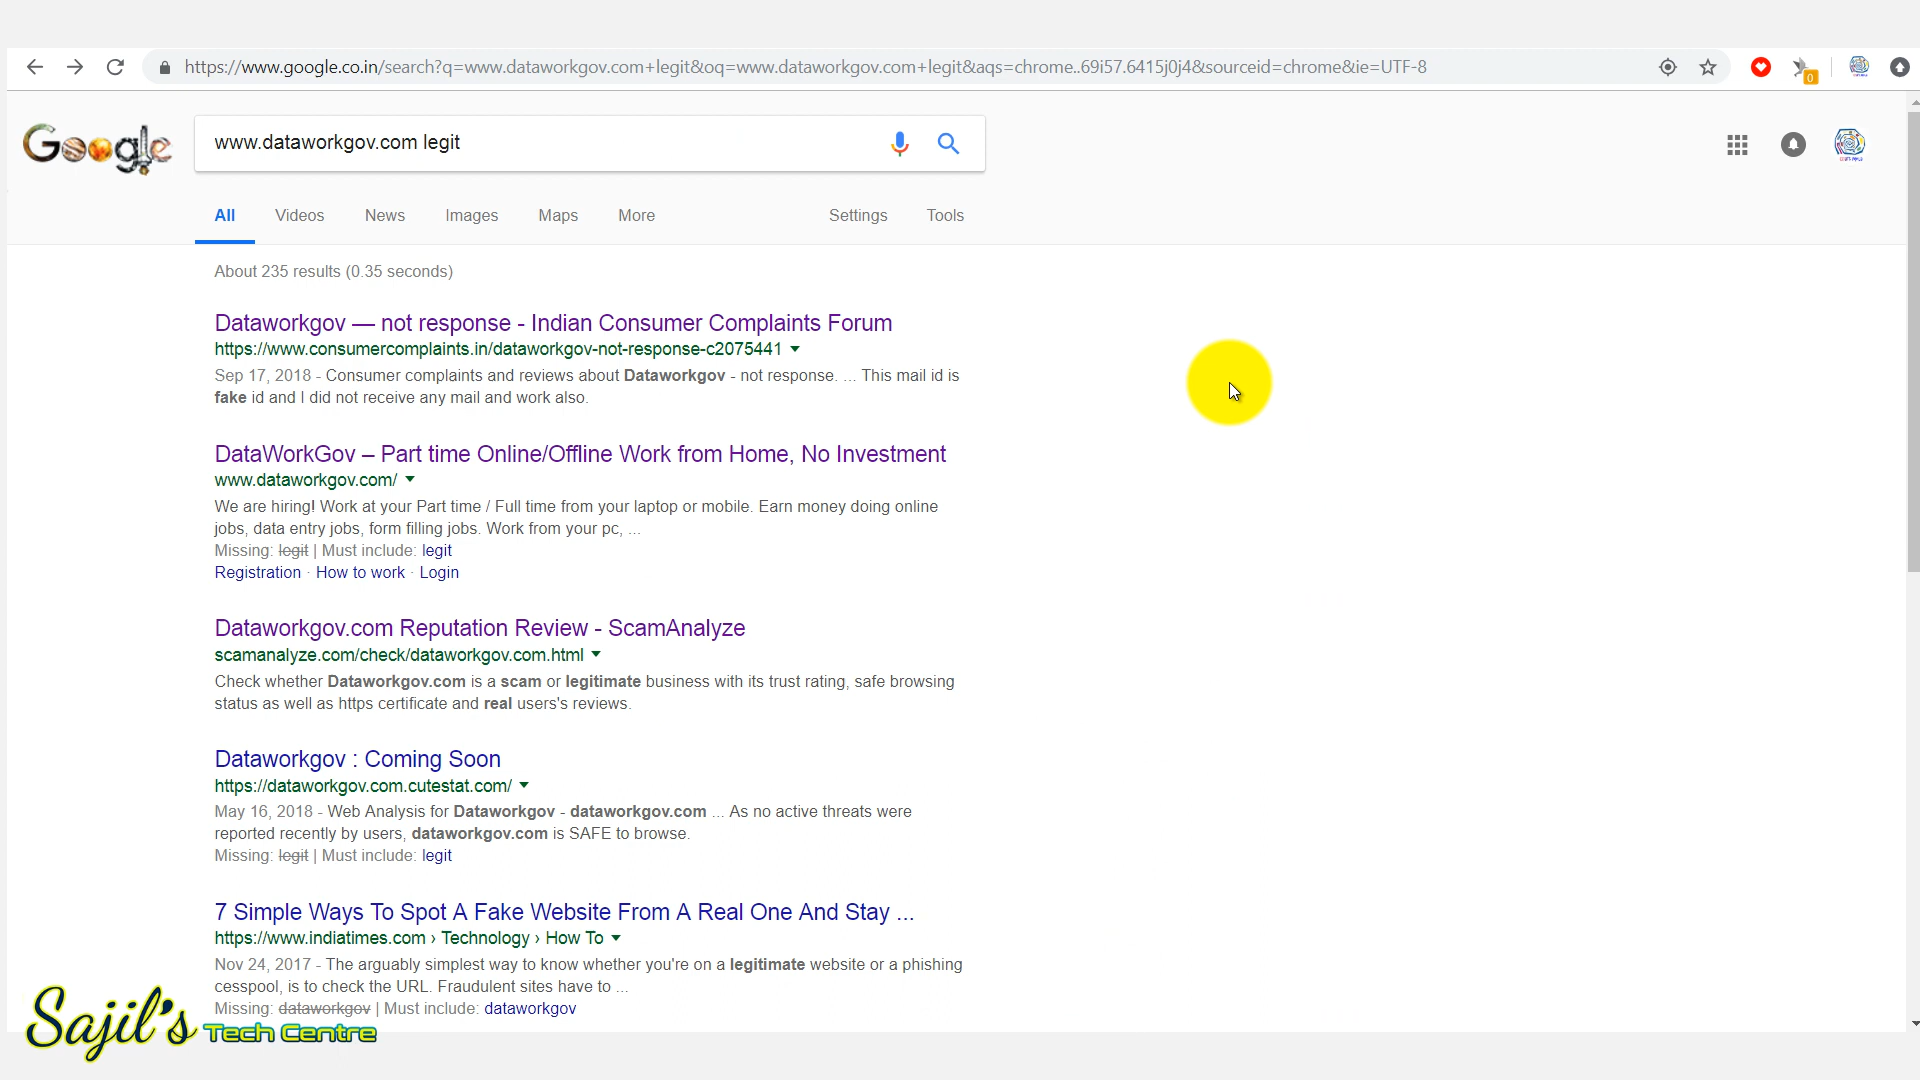 https://www.google.co.in/search?q=www.dataworkgov.com+legit&oq=www.dataworkgov.com+legit&aqs=chrome..69i57.6415j0j4&sourceid=chrome&ie=UTF-8
0
Google
www.dataworkgov.com legit
All Videos News Images Maps More Settings Tools
About 235 results (0.35 seconds)
Dataworkgov — not response - Indian Consumer Complaints Forum
https://www.consumercomplaints.in/dataworkgov-not-response-c2075441
Sep 17, 2018 - Consumer complaints and reviews about Dataworkgov - not response. ... This mail id is
fake id and I did not receive any mail and work also.
DataWorkGov – Part time Online/Offline Work from Home, No Investment
www.dataworkgov.com/
We are hiring! Work at your Part time / Full time from your laptop or mobile. Earn money doing online
jobs, data entry jobs, form filling jobs. Work from your pc, ...
Missing: legit | Must include: legit
Registration · How to work · Login
Dataworkgov.com Reputation Review - ScamAnalyze
scamanalyze.com/check/dataworkgov.com.html
Check whether Dataworkgov.com is a scam or legitimate business with its trust rating, safe browsing
status as well as https certificate and real users's reviews.
Dataworkgov : Coming Soon
https://dataworkgov.com.cutestat.com/
May 16, 2018 - Web Analysis for Dataworkgov - dataworkgov.com ... As no active threats were
reported recently by users, dataworkgov.com is SAFE to browse.
Missing: legit | Must include: legit
7 Simple Ways To Spot A Fake Website From A Real One And Stay ...
https://www.indiatimes.com › Technology › How To
Nov 24, 2017 - The arguably simplest way to know whether you're on a legitimate website or a phishing
cesspool, is to check the URL. Fraudulent sites have to ...
Missing: dataworkgov | Must include: dataworkgov
Sajil's Tech Centre